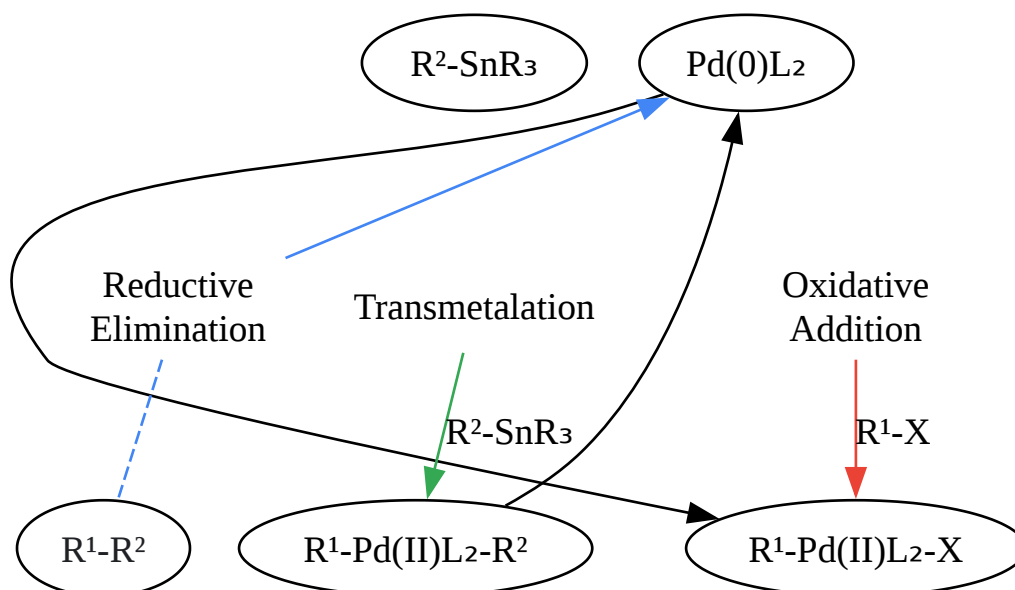 R²-SnR₃
Pd(0)L₂
Reductive
Elimination
Transmetalation
Oxidative
Addition
R²-SnR₃
R¹-X
R¹-R²
R¹-Pd(II)L₂-R²
R¹-Pd(II)L₂-X